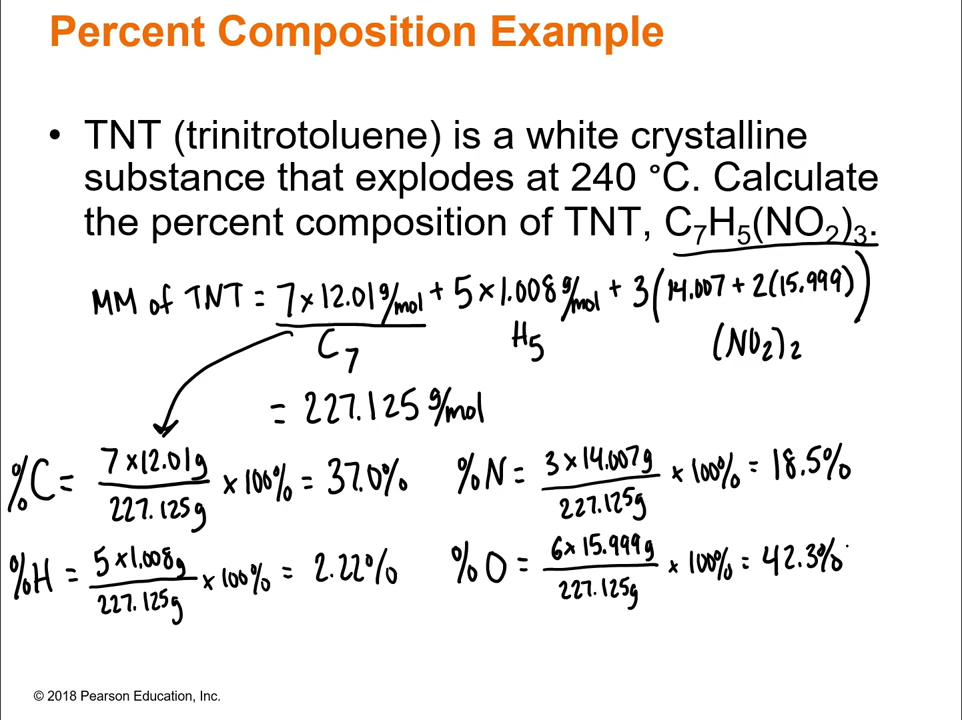 Percent Composition Example
• TNT (trinitrotoluene) is a white crystalline
substance that explodes at 240 °C. Calculate
the percent composition of TNT, C₇H₅(NO₂)₃.
MM of TNT = 7 × 12.01 g/mol + 5 × 1.008 g/mol + 3(14.007 + 2(15.999))
C₇ H₅ (NO₂)₂
= 227.125 g/mol
%C = 7 × 12.01g / 227.125g × 100% = 37.0% %N = 3 × 14.007g / 227.125g × 100% = 18.5%
%H = 5 × 1.008g / 227.125g × 100% = 2.22% %O = 6 × 15.999g / 227.125g × 100% = 42.3%
© 2018 Pearson Education, Inc.